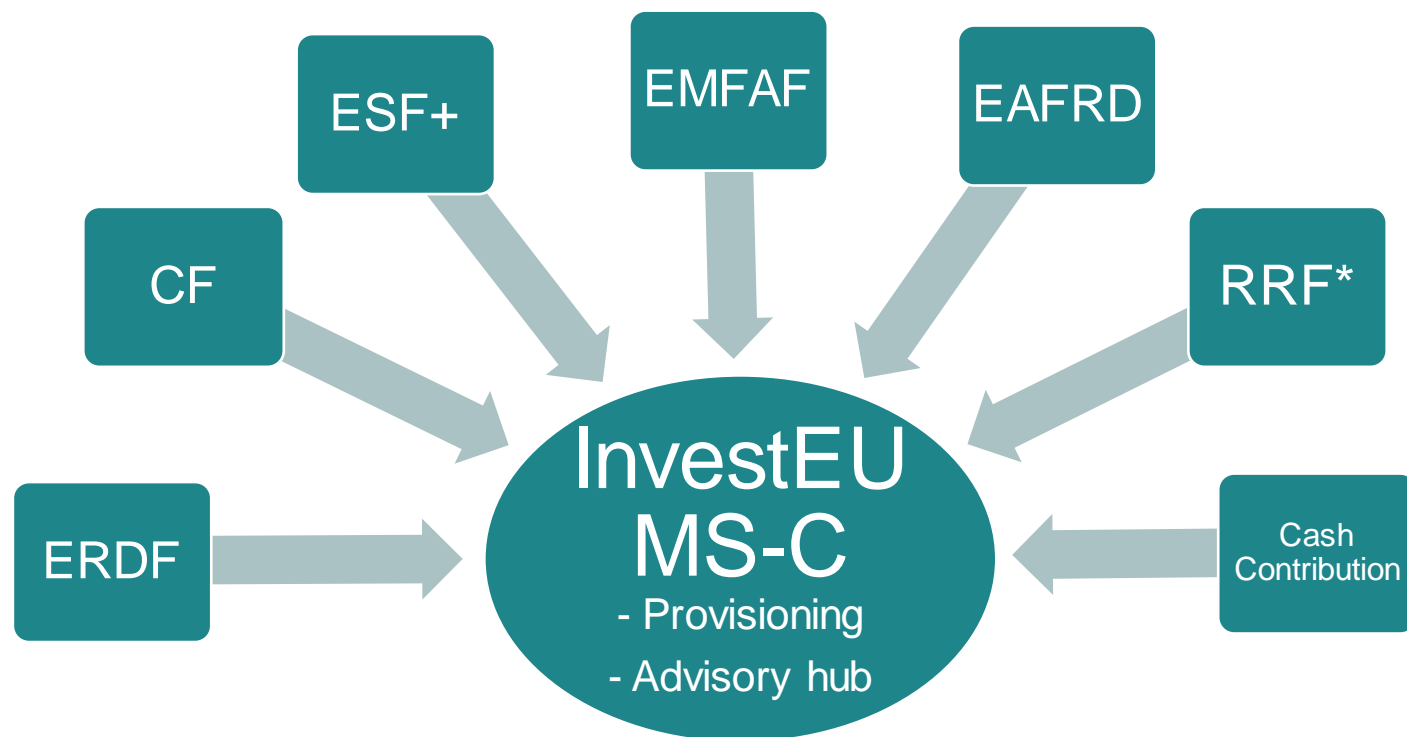 EMFAF
EAFRD
ESF+
RRF*
CF
InvestEU
MS-C
- Provisioning
- Advisory hub
ERDF
Cash
Contribution